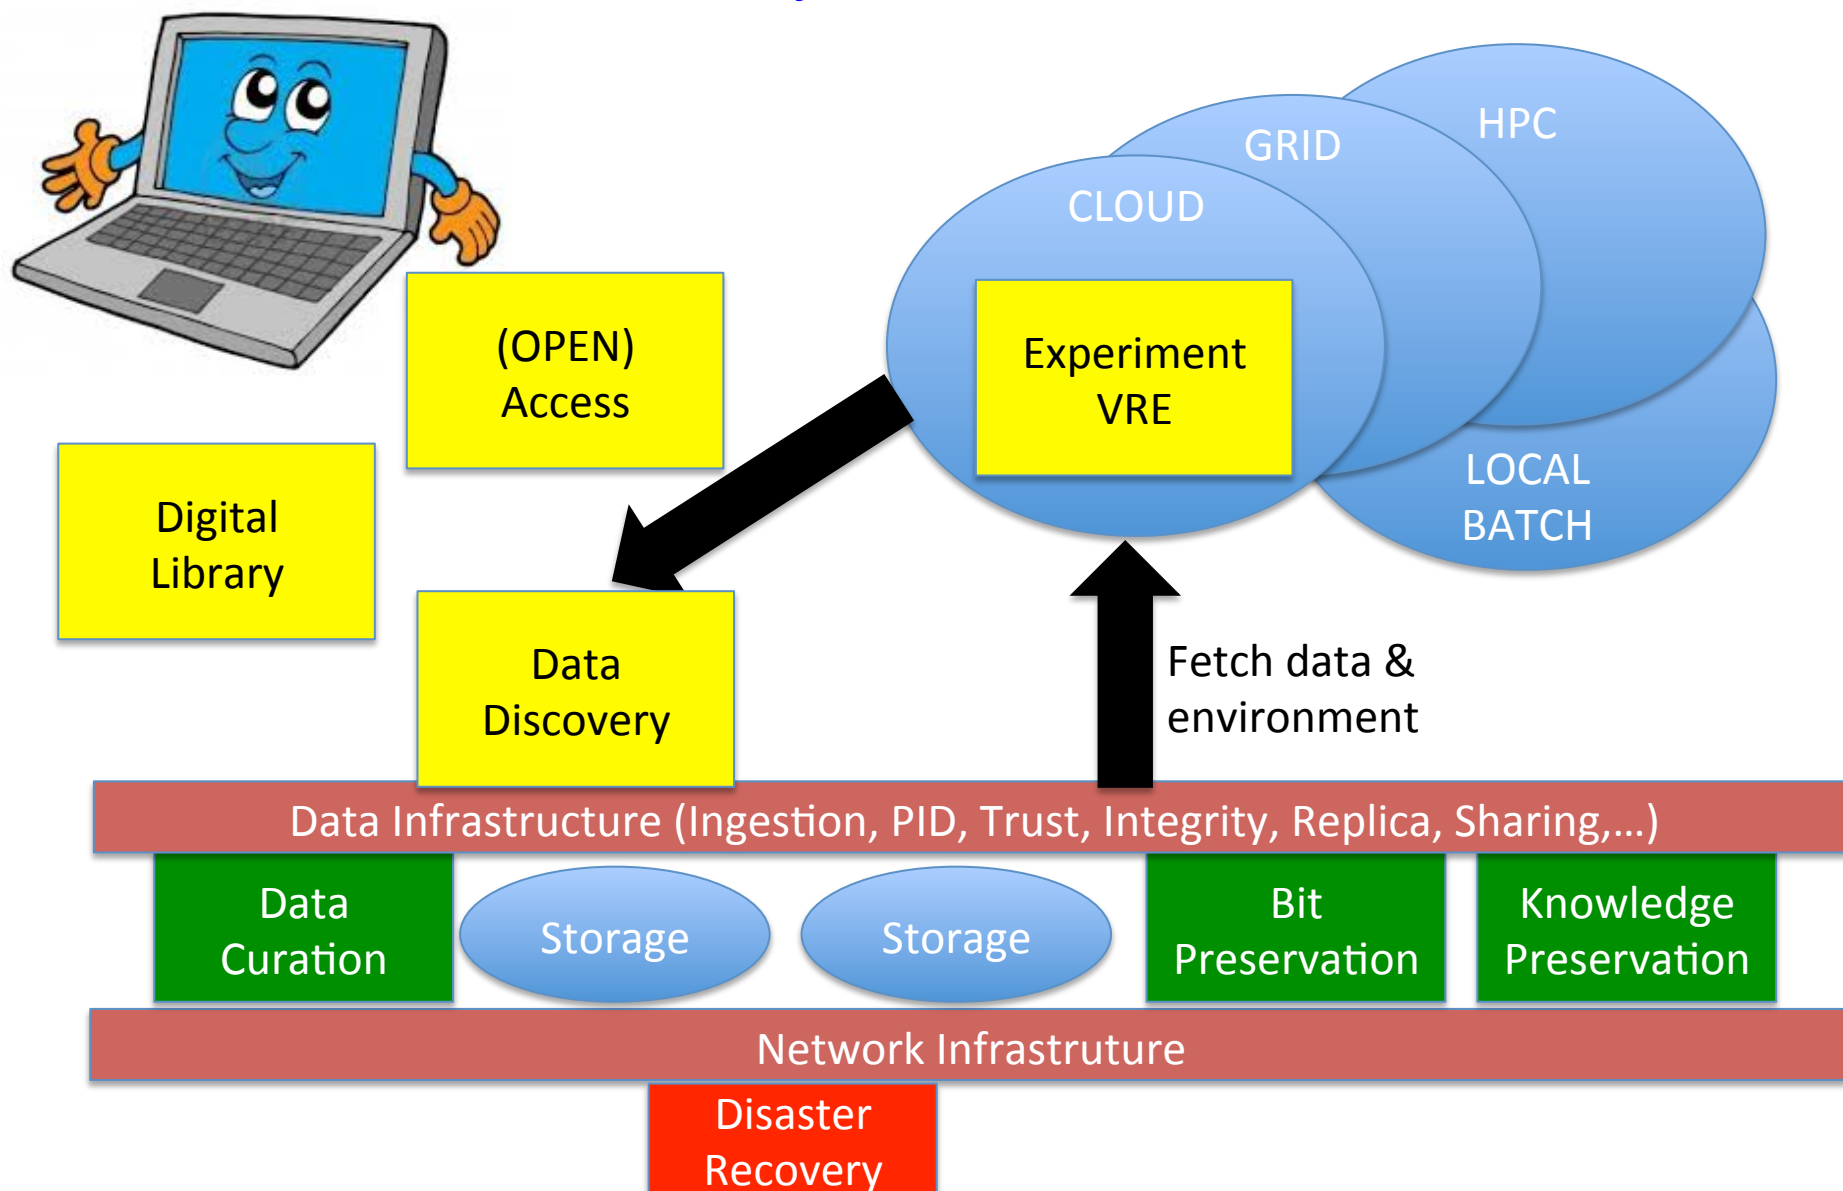 HPC
GRID
CLOUD
(OPEN)
Access
Experiment
VRE
LOCAL
BATCH
Digital
Library
Data
Discovery
Fetch data &
environment
Data Infrastructure (Ingestion, PID, Trust, Integrity, Replica, Sharing,...)
Data
Curation
Storage
Storage
Bit
Preservation
Knowledge
Preservation
Network Infrastruture
Disaster
Recovery